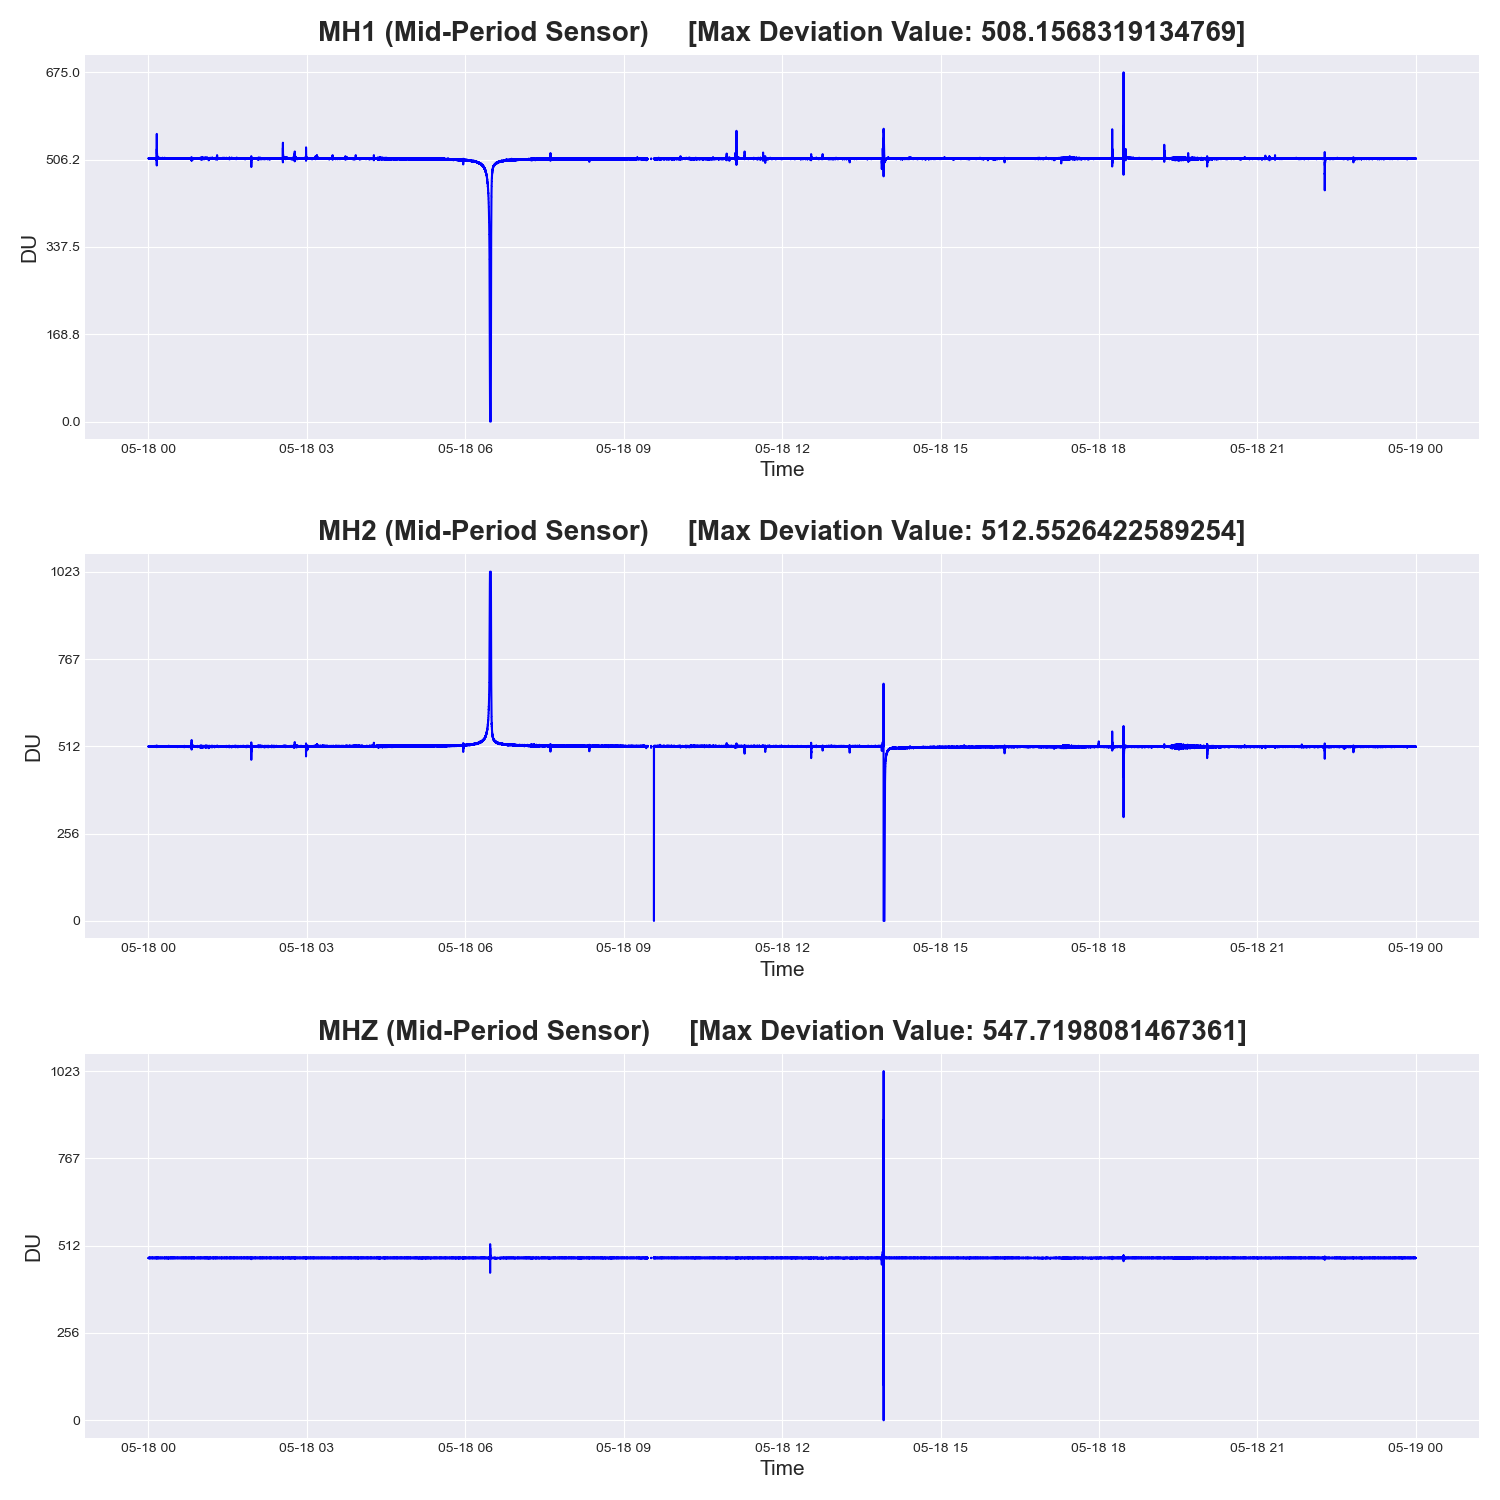 MH1 (Mid-Period Sensor) [Max Deviation Value: 508.1568319134769]
675.0
506.2
337.5
168.8
0.0
DU
05-18 00 05-18 03 05-18 06 05-18 09 05-18 12 05-18 15 05-18 18 05-18 21 05-19 00
Time
MH2 (Mid-Period Sensor) [Max Deviation Value: 512.5526422589254]
1023
767
512
256
0
DU
05-18 00 05-18 03 05-18 06 05-18 09 05-18 12 05-18 15 05-18 18 05-18 21 05-19 00
Time
MHZ (Mid-Period Sensor) [Max Deviation Value: 547.7198081467361]
1023
767
512
256
0
DU
05-18 00 05-18 03 05-18 06 05-18 09 05-18 12 05-18 15 05-18 18 05-18 21 05-19 00
Time